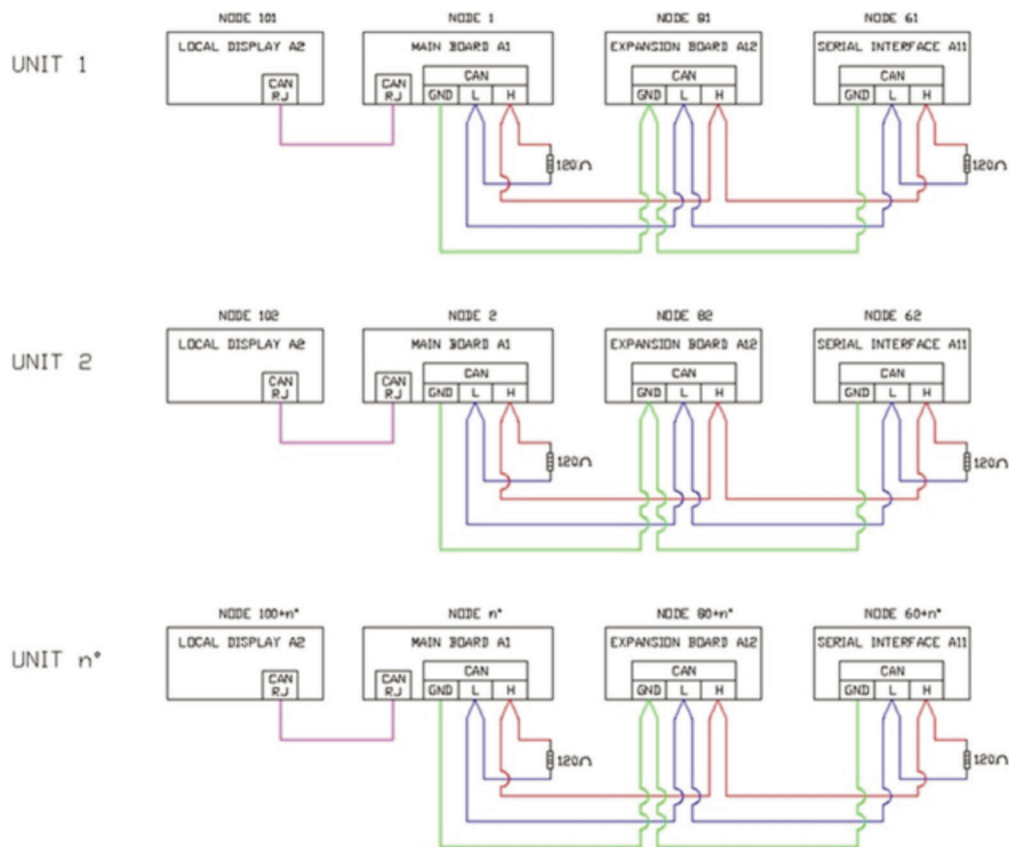 NODE 101 NODE 1 NODE 81 NODE 61
UNIT 1
LOCAL DISPLAY A2 MAIN BOARD A1 EXPANSION BOARD A12 SERIAL INTERFACE A11
CAN RJ CAN RJ CAN CAN CAN
GND L H GND L H GND L H
120Ω 120Ω
NODE 102 NODE 2 NODE 82 NODE 62
UNIT 2
LOCAL DISPLAY A2 MAIN BOARD A1 EXPANSION BOARD A12 SERIAL INTERFACE A11
CAN RJ CAN RJ CAN CAN CAN
GND L H GND L H GND L H
120Ω 120Ω
NODE 100+n° NODE n° NODE 80+n° NODE 60+n°
UNIT n°
LOCAL DISPLAY A2 MAIN BOARD A1 EXPANSION BOARD A12 SERIAL INTERFACE A11
CAN RJ CAN RJ CAN CAN CAN
GND L H GND L H GND L H
120Ω 120Ω